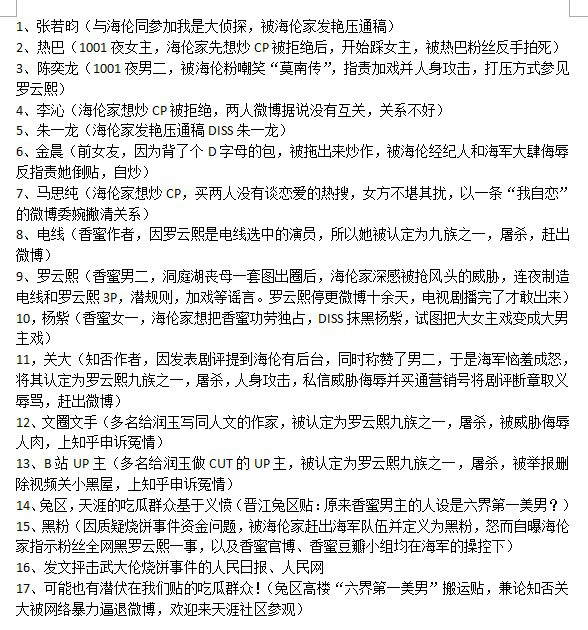 1、张若昀（与海伦同参加我是大侦探，被海伦家发艳压通稿）
2、热巴（1001 夜女主，海伦家先想炒 CP 被拒绝后，开始踩女主，被热巴粉丝反手拍死）
3、陈奕龙（1001 夜男二，被海伦粉嘲笑“莫南传”，指责加戏并人身攻击，打压方式参见
罗云熙）
4、李沁（海伦家想炒 CP 被拒绝，两人微博据说没有互关，关系不好）
5、朱一龙（海伦家发艳压通稿 DISS 朱一龙）
6、金晨（前女友，因为背了个 D 字母的包，被拖出来炒作，被海伦经纪人和海军大肆侮辱
反指责她倒贴，自炒）
7、马思纯（海伦家想炒 CP，买两人没有谈恋爱的热搜，女方不堪其扰，以一条“我自恋”
的微博委婉撇清关系）
8、电线（香蜜作者，因罗云熙是电线选中的演员，所以她被认定为九族之一，屠杀，赶出
微博）
9、罗云熙（香蜜男二，洞庭湖丧母一套图出圈后，海伦家深感被抢风头的威胁，连夜制造
电线和罗云熙 3P，潜规则，加戏等谣言。罗云熙停更微博十余天，电视剧播完了才敢出来）
10，杨紫（香蜜女一，海伦家想把香蜜功劳独占，DISS 抹黑杨紫，试图把大女主戏变成大男
主戏）
11，关大（知否作者，因发表剧评提到海伦有后台，同时称赞了男二，于是海军恼羞成怒，
将其认定为罗云熙九族之一，屠杀，人身攻击，私信威胁侮辱并买通营销号将剧评断章取义
辱骂，赶出微博）
12、文圈文手（多名给润玉写同人文的作家，被认定为罗云熙九族之一，屠杀，被威胁侮辱
人肉，上知乎申诉冤情）
13、B 站 UP 主（多名给润玉做 CUT 的 UP 主，被认定为罗云熙九族之一，屠杀，被举报删
除视频关小黑屋，上知乎申诉冤情）
14、兔区，天涯的吃瓜群众基于义愤（晋江兔区贴：原来香蜜男主的人设是六界第一美男？）
15、黑粉（因质疑烧饼事件资金问题，被海伦家赶出海军队伍并定义为黑粉，怒而自曝海伦
家指示粉丝全网黑罗云熙一事，以及香蜜官博、香蜜豆瓣小组均在海军的操控下）
16、发文抨击武大伦烧饼事件的人民日报、人民网
17、可能也有潜伏在我们贴的吃瓜群众！（兔区高楼“六界第一美男”搬运贴，兼论知否关
大被网络暴力逼退微博，欢迎来天涯社区参观）